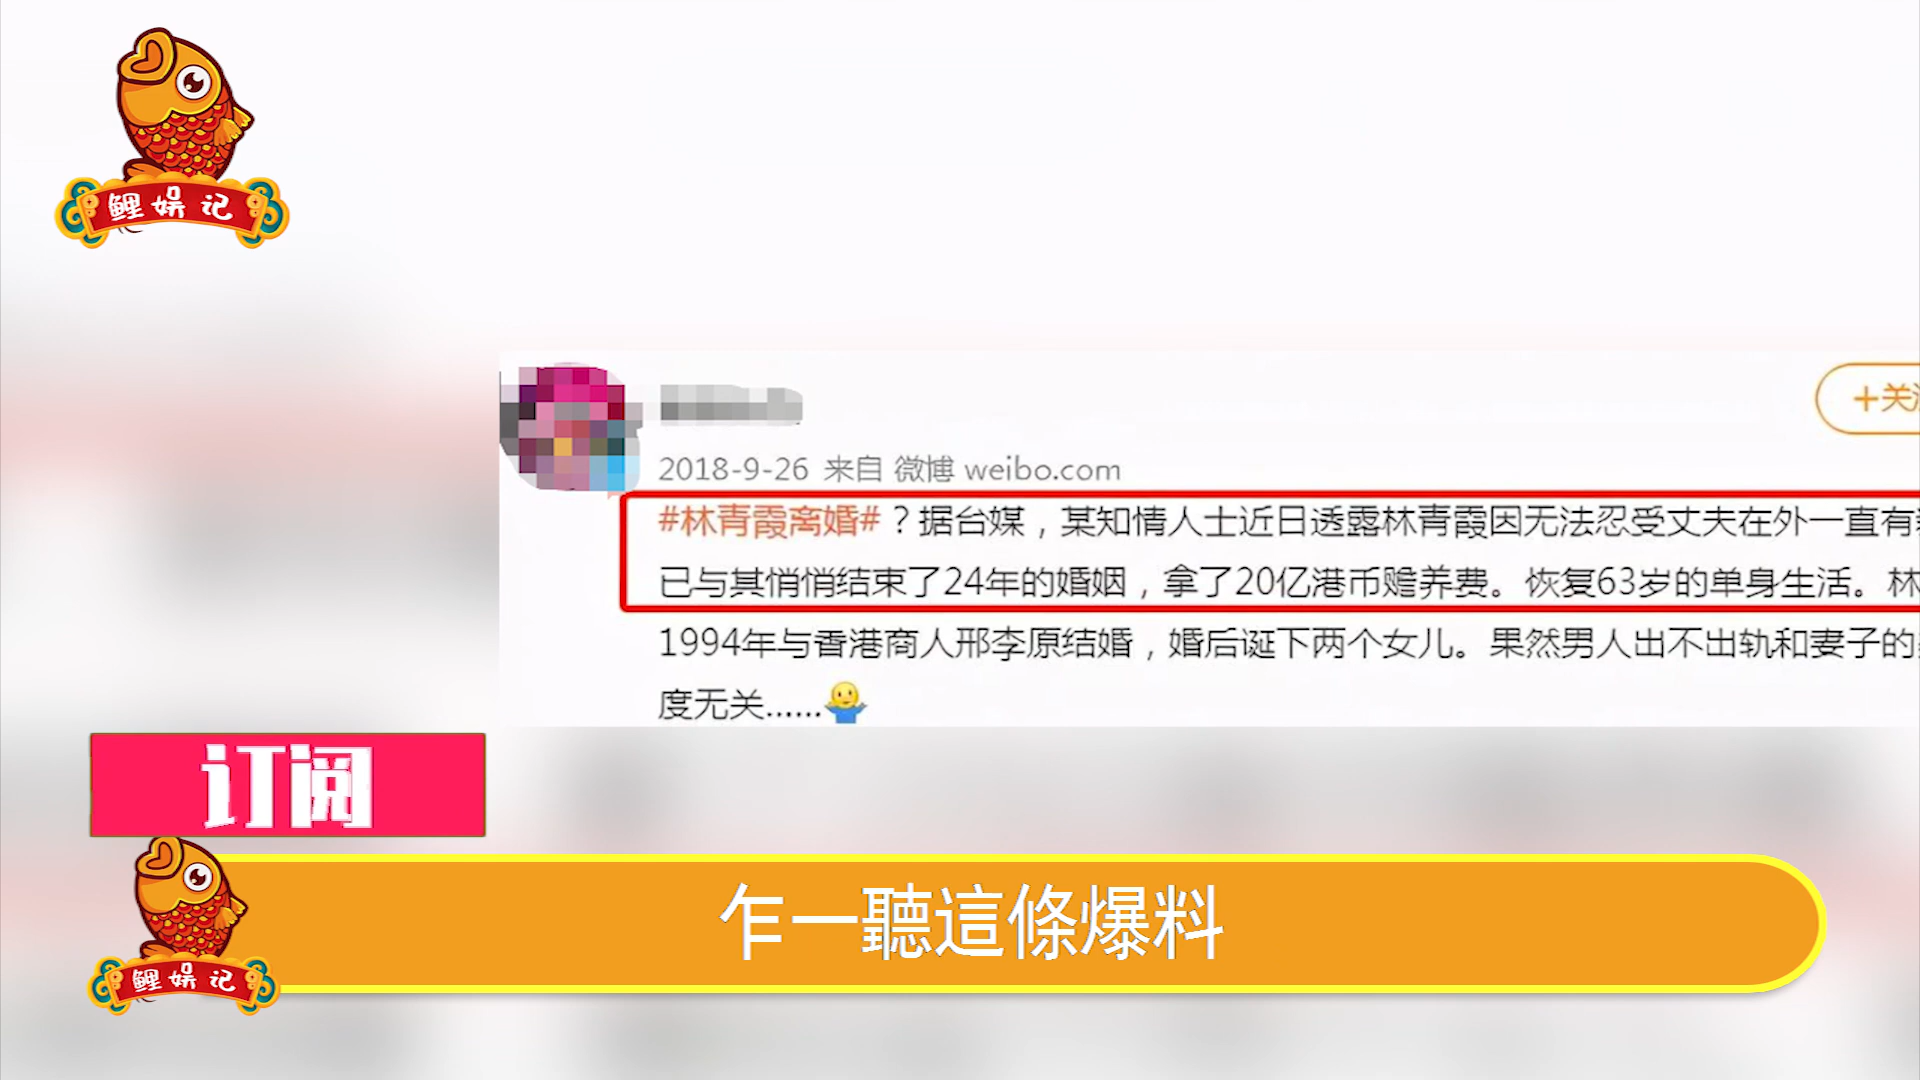 鲤娱记
+关
2018-9-26 来自 微博 weibo.com
#林青霞离婚#？据台媒，某知情人士近日透露林青霞因无法忍受丈夫在外一直有
已与其悄悄结束了24年的婚姻，拿了20亿港币赡养费。恢复63岁的单身生活。林
1994年与香港商人邢李原结婚，婚后诞下两个女儿。果然男人出不出轨和妻子的
度无关……
订阅
乍一聽這條爆料
鲤娱记